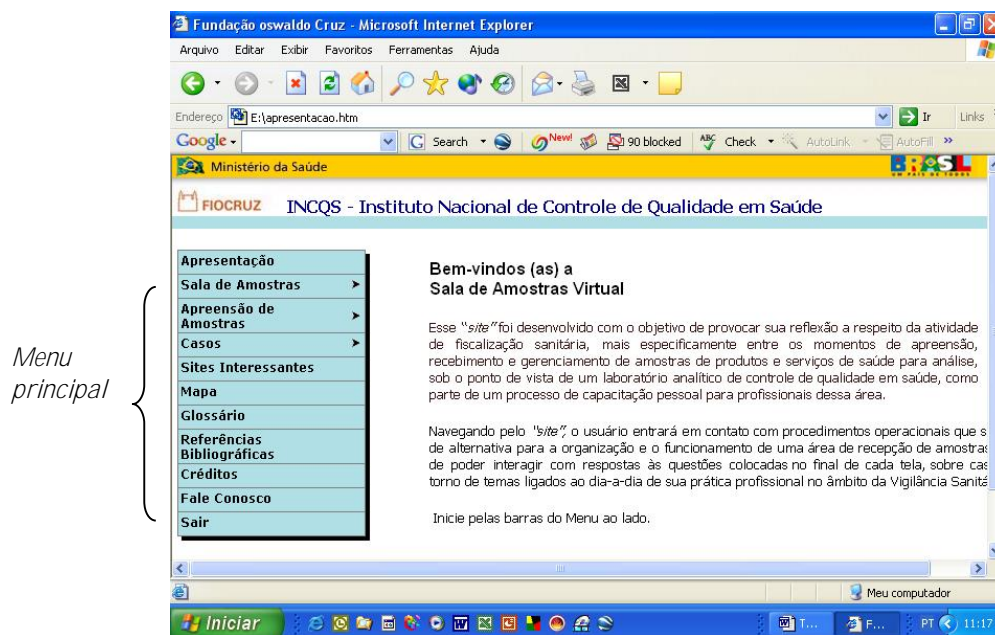 Fundação oswaldo Cruz - Microsoft Internet Explorer
Arquivo Editar Exibir Favoritos Ferramentas Ajuda
Endereço E:\apresentacao.htm Ir Links
Google Search New! 90 blocked Check AutoLink AutoFill »
Ministério da Saúde BRASIL
UM PAÍS DE TODOS
FIOCRUZ INCQS - Instituto Nacional de Controle de Qualidade em Saúde
Menu
principal
Apresentação
Sala de Amostras
Apreensão de
Amostras
Casos
Sites Interessantes
Mapa
Glossário
Referências
Bibliográficas
Créditos
Fale Conosco
Sair
Bem-vindos (as) a
Sala de Amostras Virtual
Esse "site" foi desenvolvido com o objetivo de provocar sua reflexão a respeito da atividade
de fiscalização sanitária, mais especificamente entre os momentos de apreensão,
recebimento e gerenciamento de amostras de produtos e serviços de saúde para análise,
sob o ponto de vista de um laboratório analítico de controle de qualidade em saúde, como
parte de um processo de capacitação pessoal para profissionais dessa área.
Navegando pelo "site", o usuário entrará em contato com procedimentos operacionais que s
de alternativa para a organização e o funcionamento de uma área de recepção de amostras
de poder interagir com respostas às questões colocadas no final de cada tela, sobre cas
torno de temas ligados ao dia-a-dia de sua prática profissional no âmbito da Vigilância Sanitá
Inicie pelas barras do Menu ao lado.
Meu computador
Iniciar T... F... PT 11:17